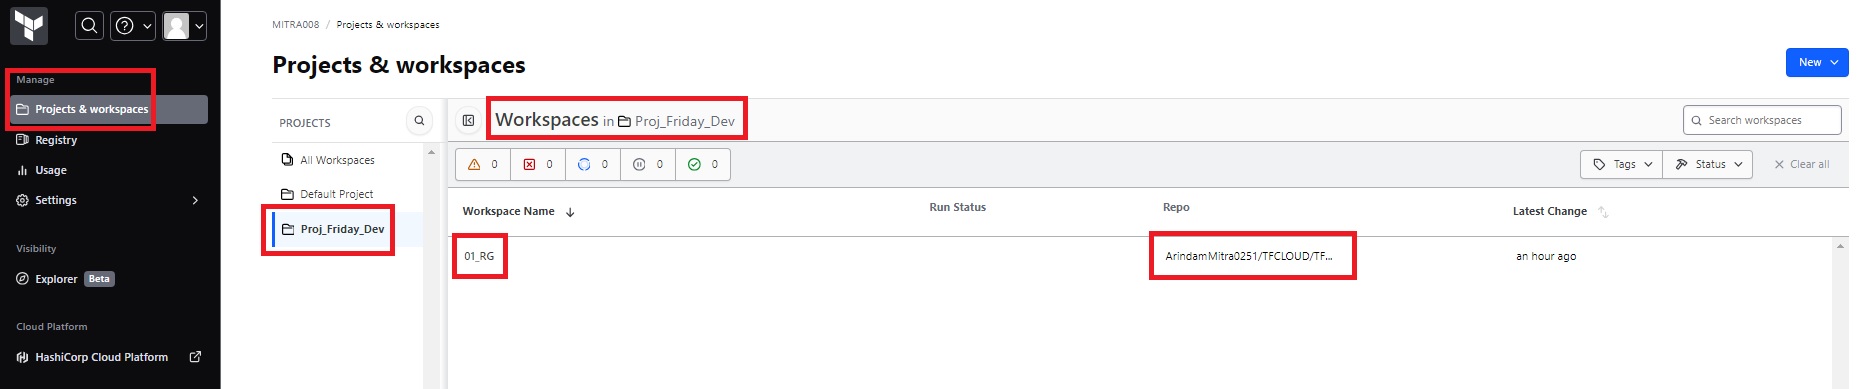 Manage
Projects & workspaces
Registry
Usage
Settings
Visibility
Explorer Beta
Cloud Platform
HashiCorp Cloud Platform
MITRA008 / Projects & workspaces
Projects & workspaces
New
PROJECTS
All Workspaces
Default Project
Proj_Friday_Dev
Workspaces in Proj_Friday_Dev
Search workspaces
0 0 0 0 0
Tags Status Clear all
Workspace Name Run Status Repo Latest Change
01_RG ArindamMitra0251/TFCLOUD/TF... an hour ago